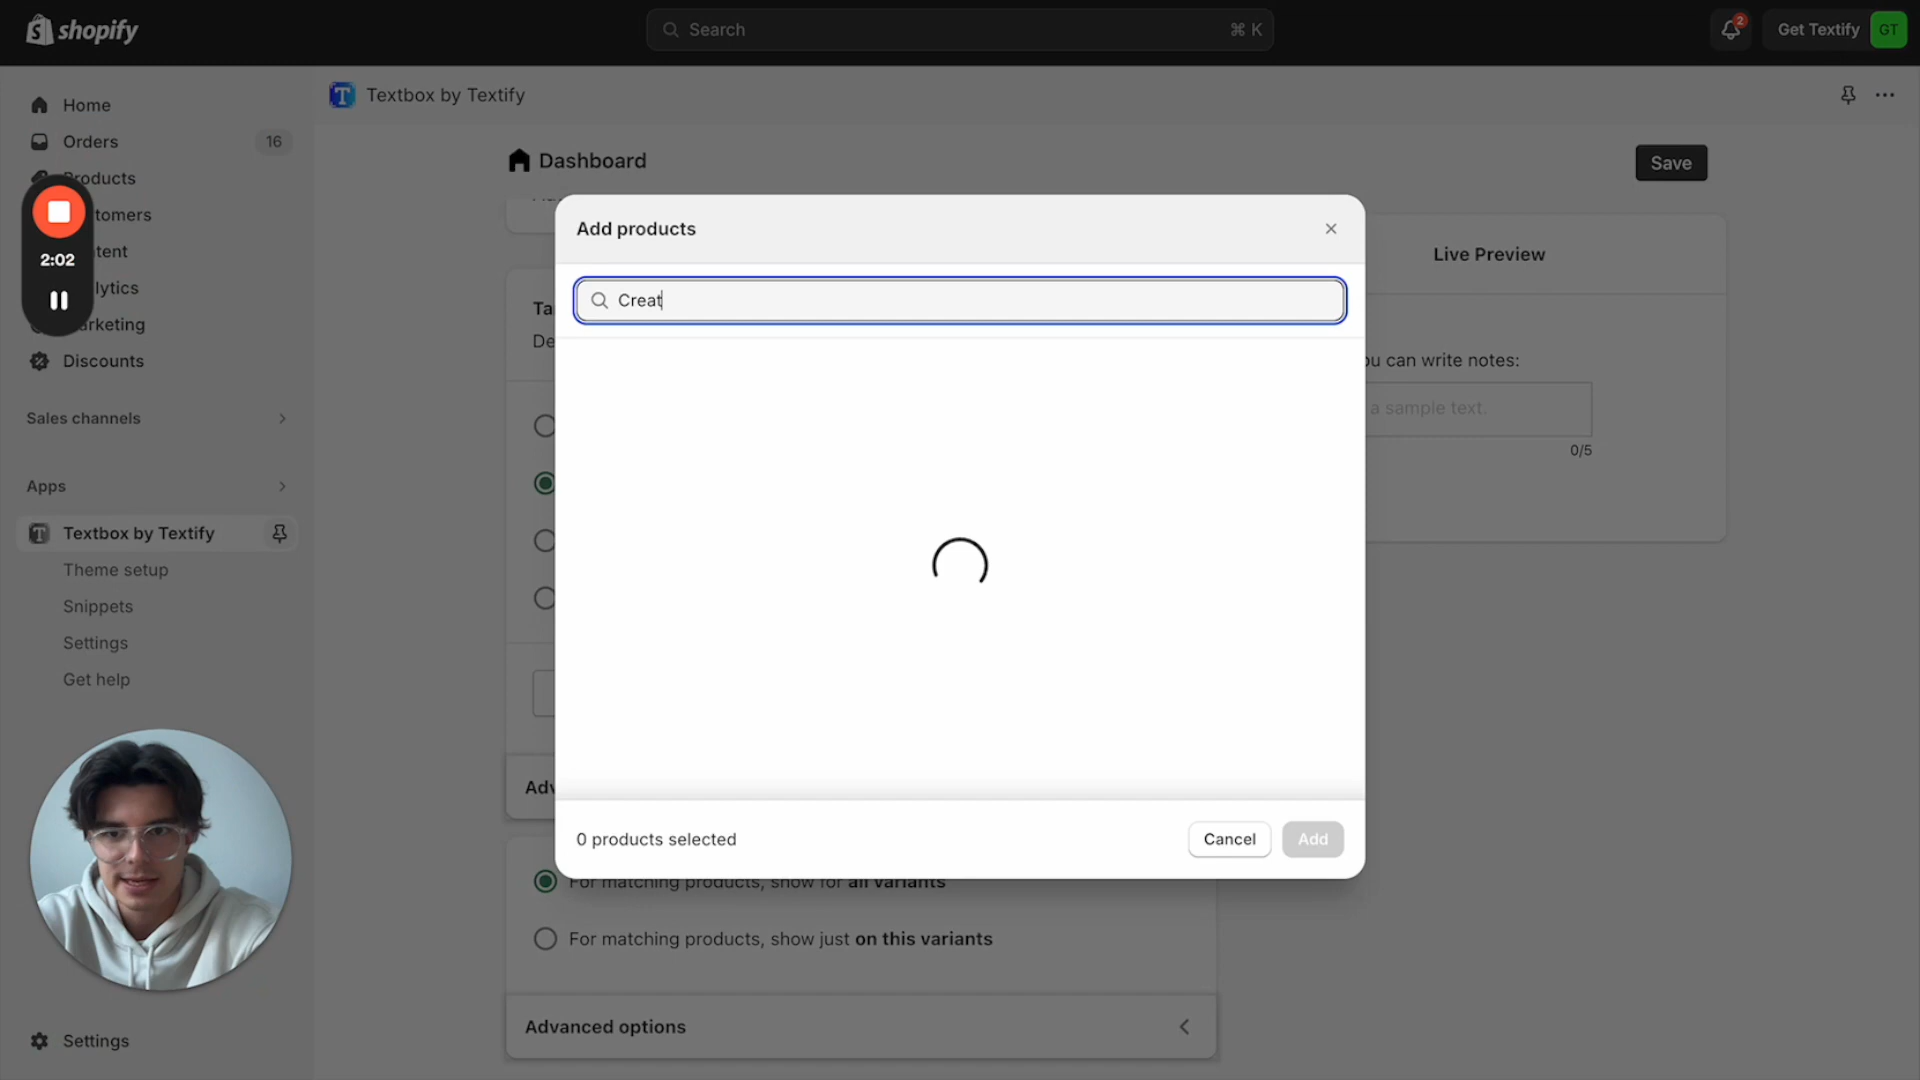 shopify
Search
⌘ K
2
Get Textify
GT
Home
Textbox by Textify
Orders
16
Dashboard
Save
Products
tomers
Add products
Live Preview
tent
2:02
lytics
Creat
Ta
arketing
De
ou can write notes:
Discounts
a sample text.
Sales channels
0/5
Apps
Textbox by Textify
Theme setup
Snippets
Settings
Get help
Adv
0 products selected
Cancel
Add
For matching products, show for all variants
For matching products, show just on this variants
Advanced options
Settings